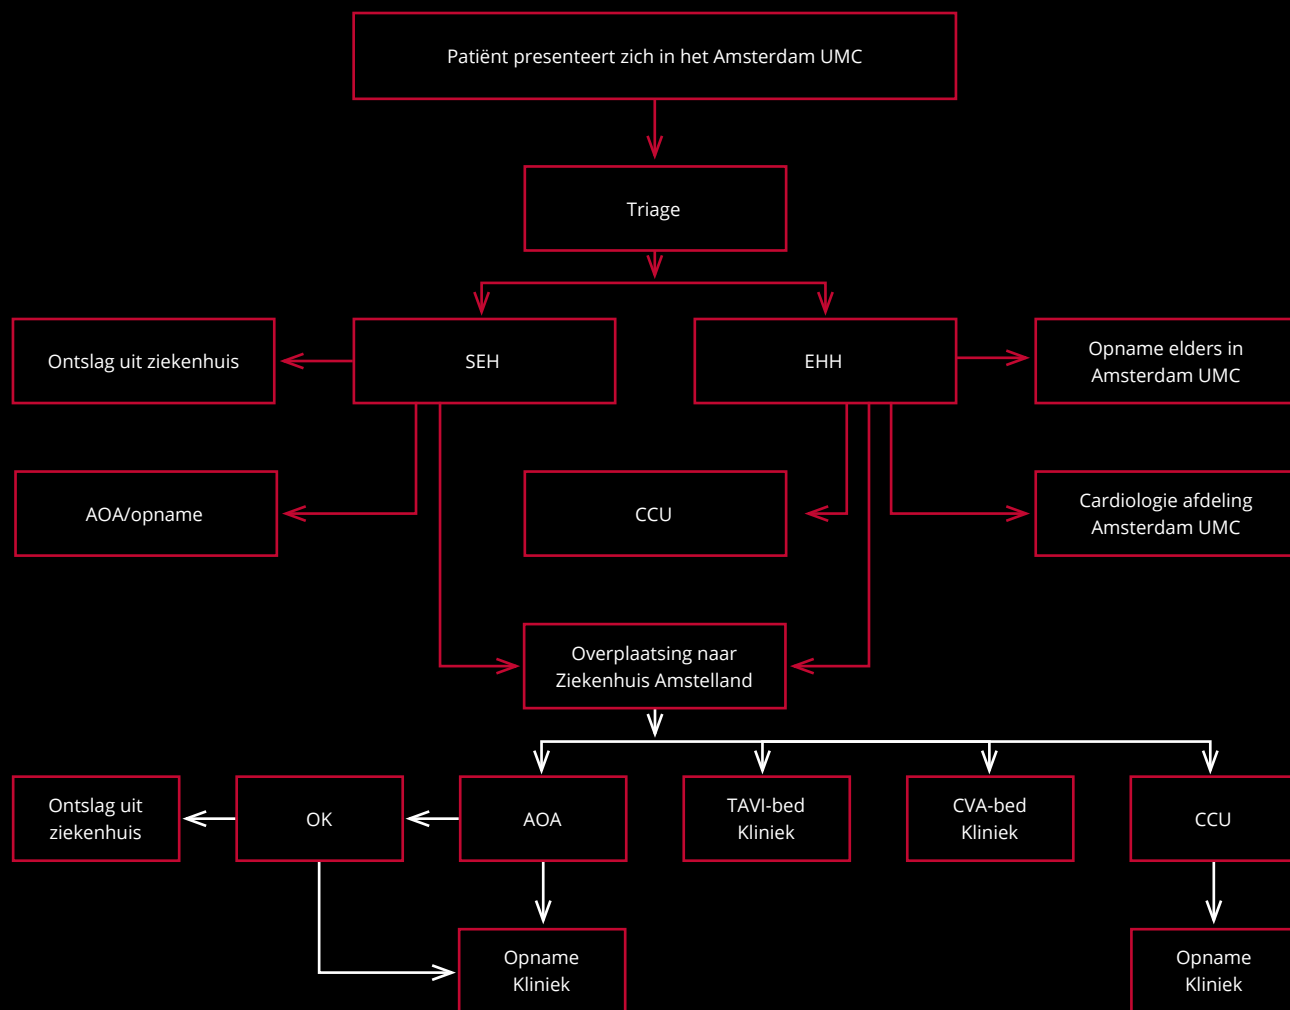 Patiënt presenteert zich in het Amsterdam UMC
Triage
Ontslag uit ziekenhuis
SEH
EHH
Opname elders in
Amsterdam UMC
AOA/opname
CCU
Cardiologie afdeling
Amsterdam UMC
Overplaatsing naar
Ziekenhuis Amstelland
Ontslag uit
ziekenhuis
OK
AOA
TAVI-bed
Kliniek
CVA-bed
Kliniek
CCU
Opname
Kliniek
Opname
Kliniek